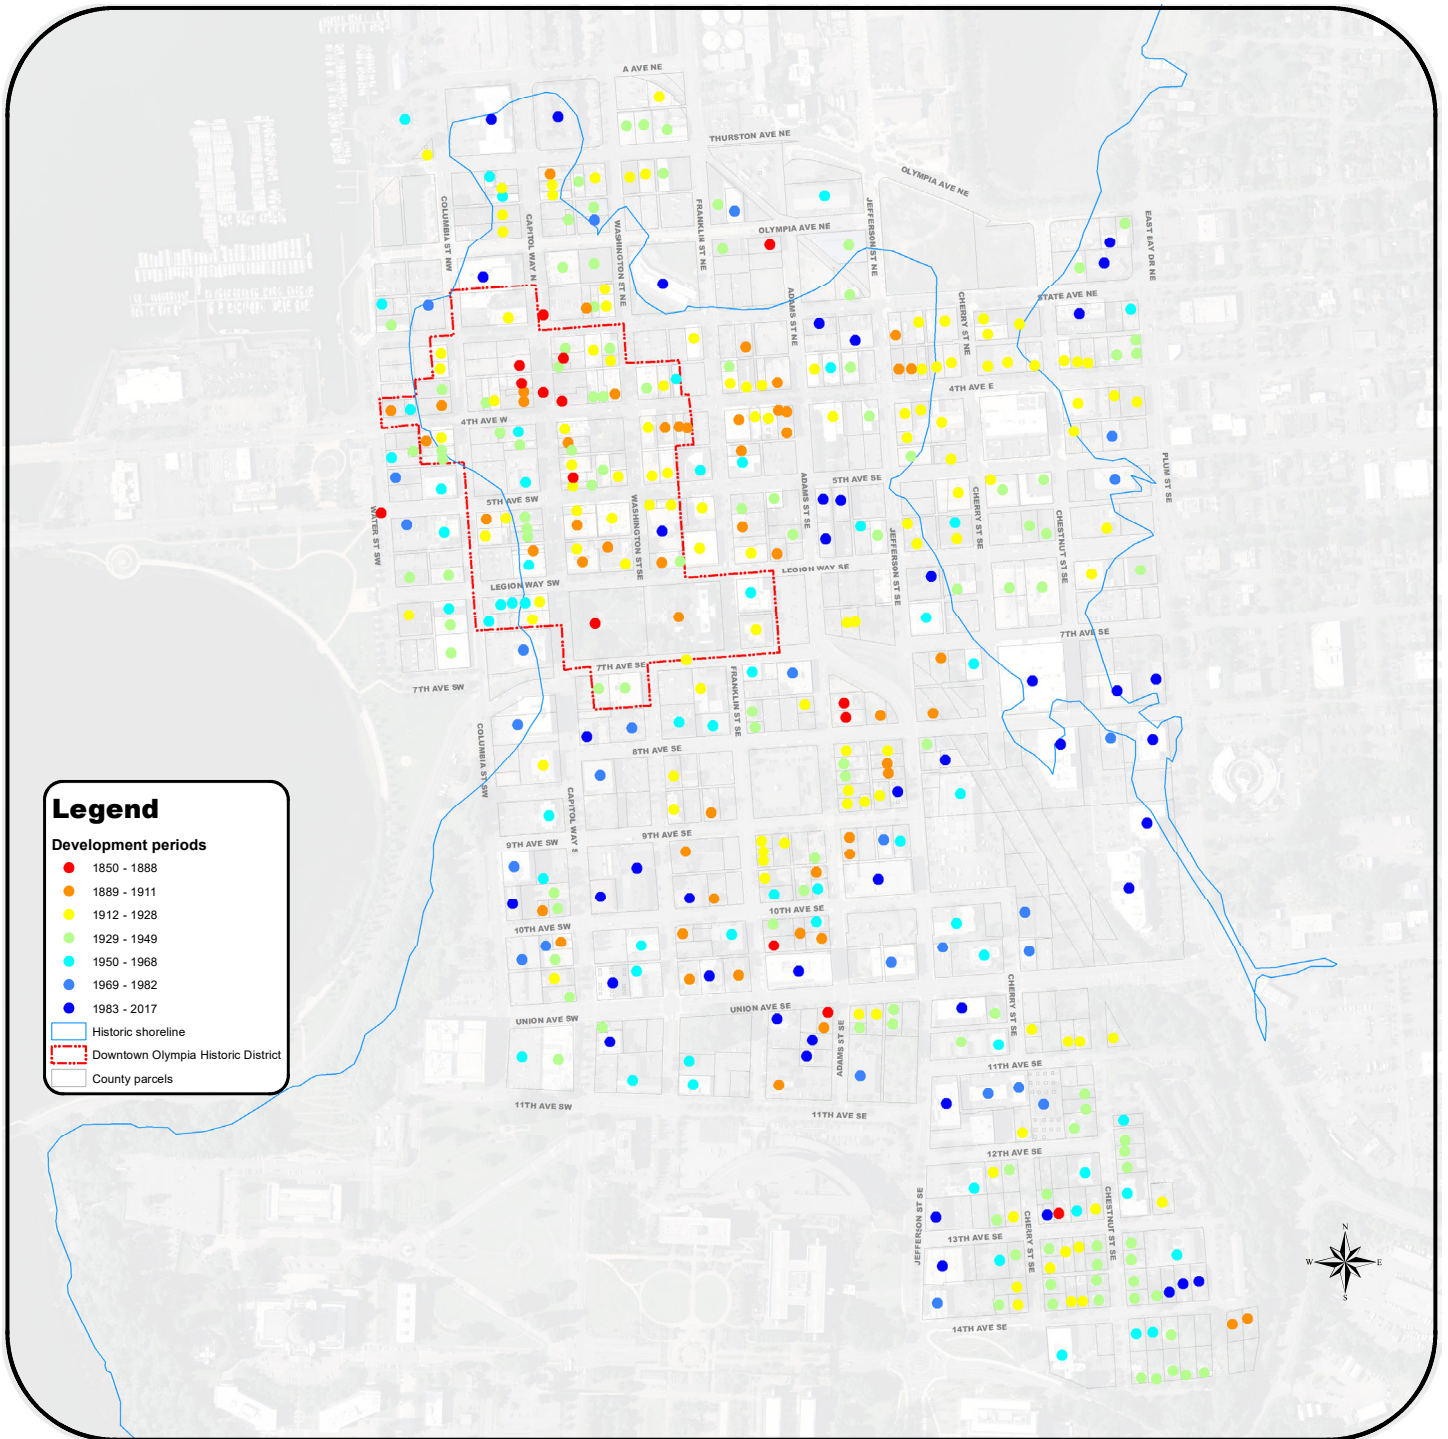 A AVE NE
THURSTON AVE NE
OLYMPIA AVE NE
COLUMBIA ST NW
CAPITOL WAY N
WASHINGTON ST NE
FRANKLIN ST NE
OLYMPIA AVE NE
JEFFERSON ST NE
EAST BAY DR NE
ADAMS ST NE
CHERRY ST NE
STATE AVE NE
4TH AVE W
4TH AVE E
PLUM ST SE
5TH AVE SW
5TH AVE SE
WATER ST SW
WASHINGTON ST SE
ADAMS ST SE
JEFFERSON ST SE
CHERRY ST SE
CHESTNUT ST SE
LEGION WAY SW
LEGION WAY SE
7TH AVE SE
7TH AVE SE
7TH AVE SW
FRANKLIN ST SE
COLUMBIA ST SW
8TH AVE SE
CAPITOL WAY S
9TH AVE SW
9TH AVE SE
10TH AVE SW
10TH AVE SE
UNION AVE SW
UNION AVE SE
ADAMS ST SE
CHERRY ST SE
11TH AVE SE
11TH AVE SW
11TH AVE SE
12TH AVE SE
JEFFERSON ST SE
CHERRY ST SE
CHESTNUT ST SE
13TH AVE SE
14TH AVE SE
Legend
Development periods
1850 - 1888
1889 - 1911
1912 - 1928
1929 - 1949
1950 - 1968
1969 - 1982
1983 - 2017
Historic shoreline
Downtown Olympia Historic District
County parcels
N
W
E
S